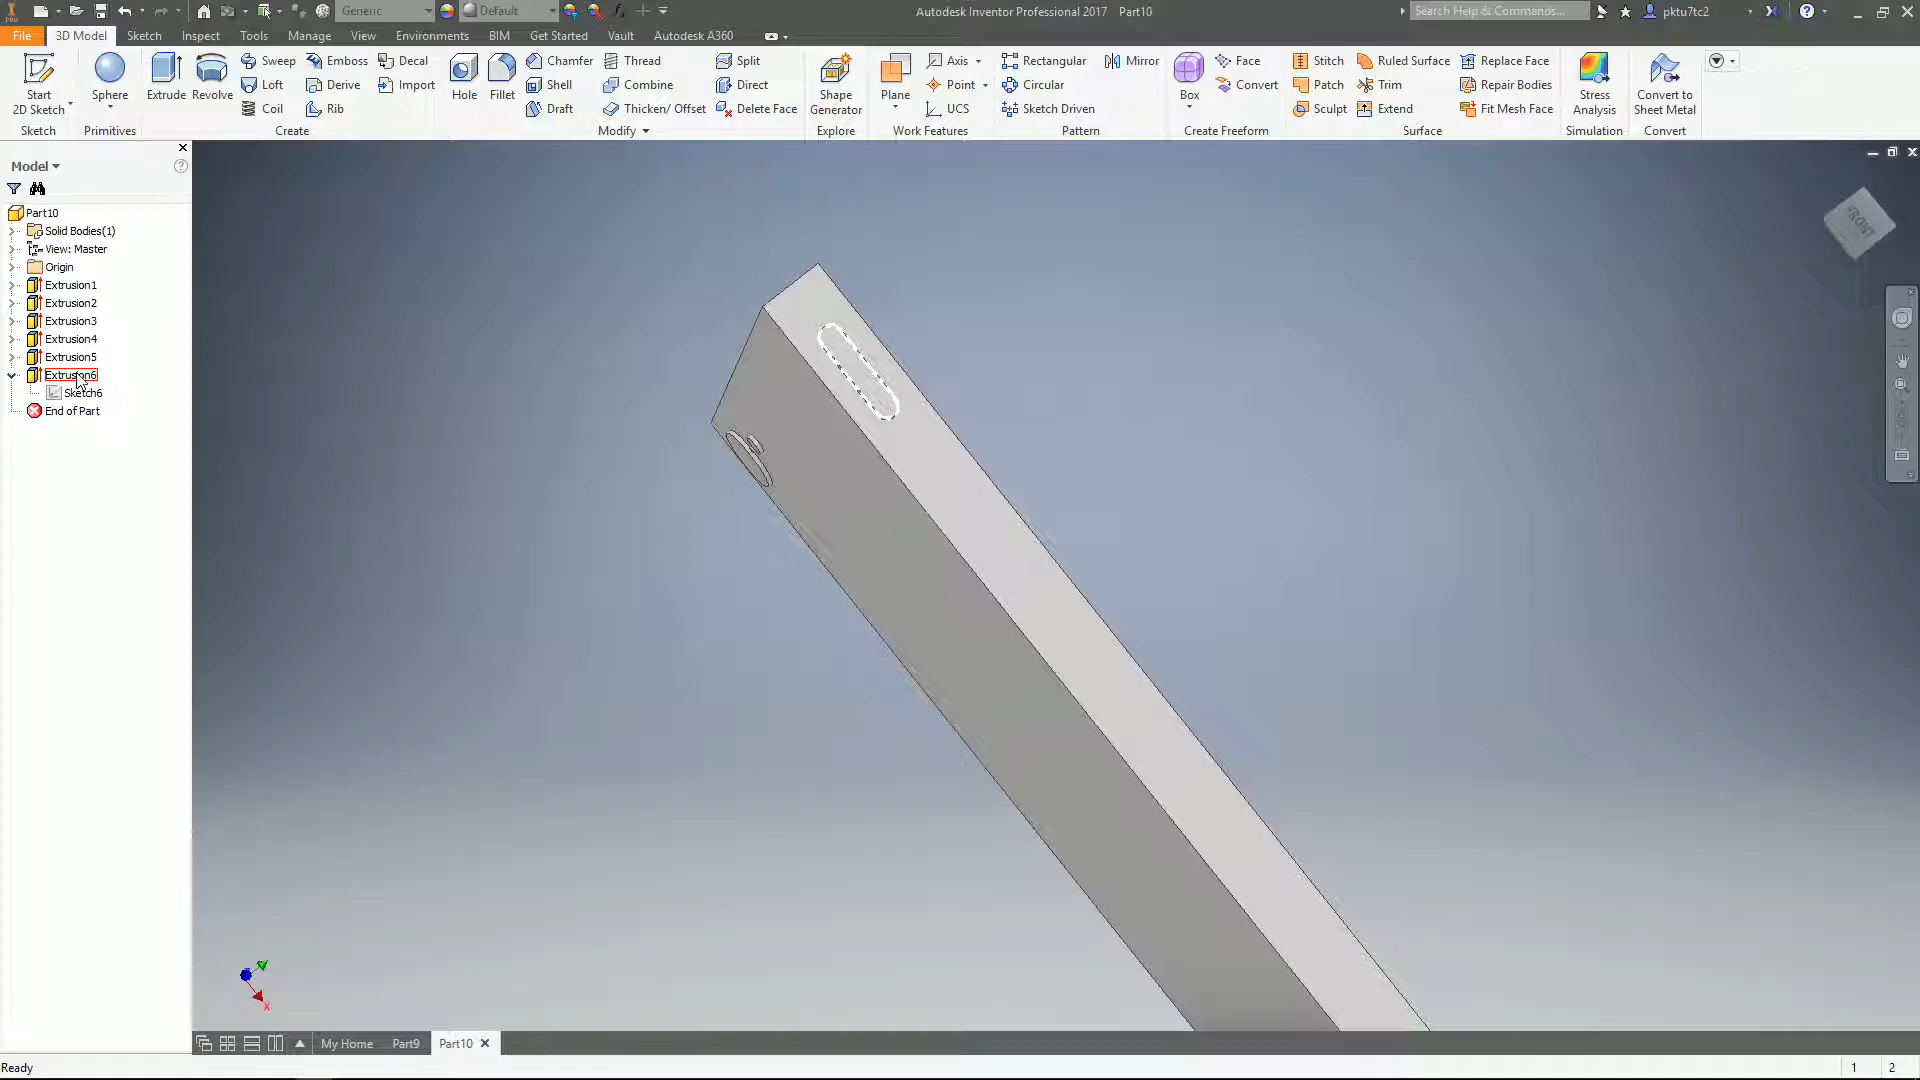 PRO
Generic
Default
Autodesk Inventor Professional 2017 Part10
Search Help & Commands...
pktu7tc2
File
3D Model
Sketch
Inspect
Tools
Manage
View
Environments
BIM
Get Started
Vault
Autodesk A360
Start
2D Sketch
Sketch
Sphere
Primitives
Extrude
Revolve
Sweep
Loft
Coil
Emboss
Derive
Rib
Decal
Import
Create
Hole
Fillet
Chamfer
Shell
Draft
Thread
Combine
Thicken/ Offset
Split
Direct
Delete Face
Modify
Shape
Generator
Explore
Plane
Axis
Point
UCS
Work Features
Rectangular
Circular
Sketch Driven
Mirror
Pattern
Box
Face
Convert
Create Freeform
Stitch
Patch
Sculpt
Ruled Surface
Trim
Extend
Replace Face
Repair Bodies
Fit Mesh Face
Surface
Stress
Analysis
Simulation
Convert to
Sheet Metal
Convert
Model
Part10
Solid Bodies(1)
View: Master
Origin
Extrusion1
Extrusion2
Extrusion3
Extrusion4
Extrusion5
Extrusion6
Sketch6
End of Part
FRONT
X
My Home
Part9
Part10
Ready
1
2